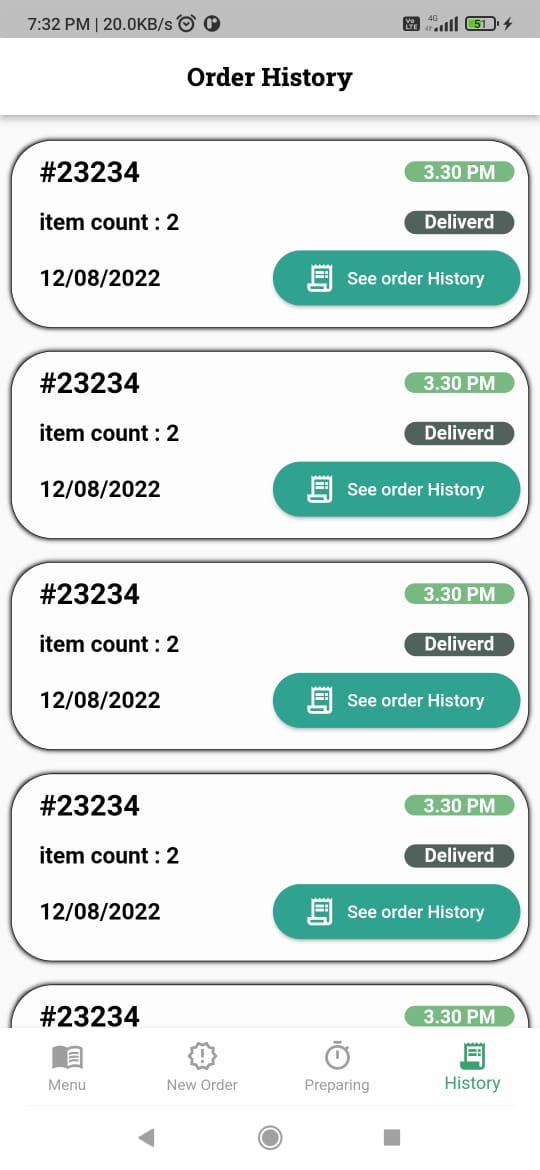 7:32 PM | 20.0KB/s
Vo LTE 4G 51
Order History
#23234 3.30 PM
item count : 2 Deliverd
12/08/2022 See order History
#23234 3.30 PM
item count : 2 Deliverd
12/08/2022 See order History
#23234 3.30 PM
item count : 2 Deliverd
12/08/2022 See order History
#23234 3.30 PM
item count : 2 Deliverd
12/08/2022 See order History
#23234 3.30 PM
Menu New Order Preparing History